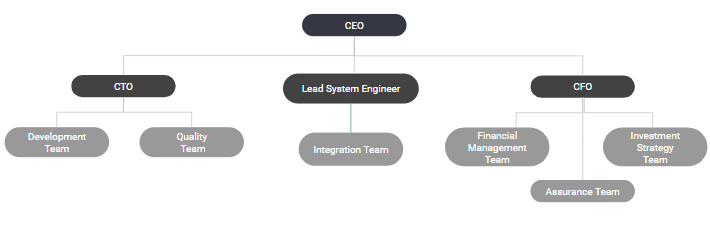 CEO
CTO
Lead System Engineer
CFO
Development
Team
Quality
Team
Integration Team
Financial
Management
Team
Investment
Strategy
Team
Assurance Team